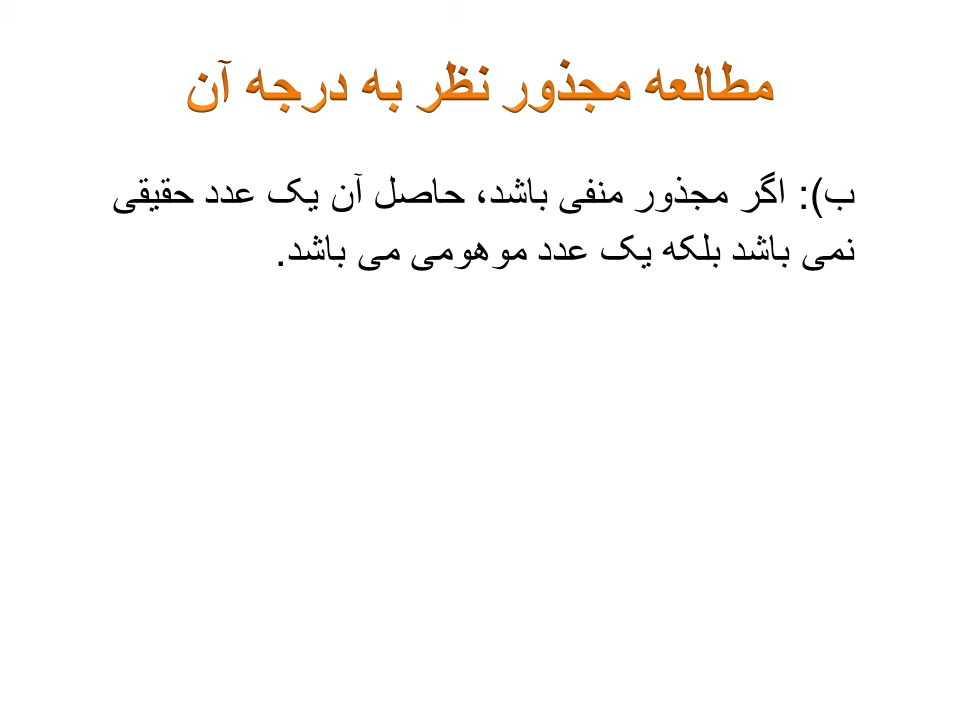 مطالعه مجذور نظر به درجه آن
ب): اگر مجذور منفی باشد، حاصل آن یک عدد حقیقی
نمی باشد بلکه یک عدد موهومی می باشد.